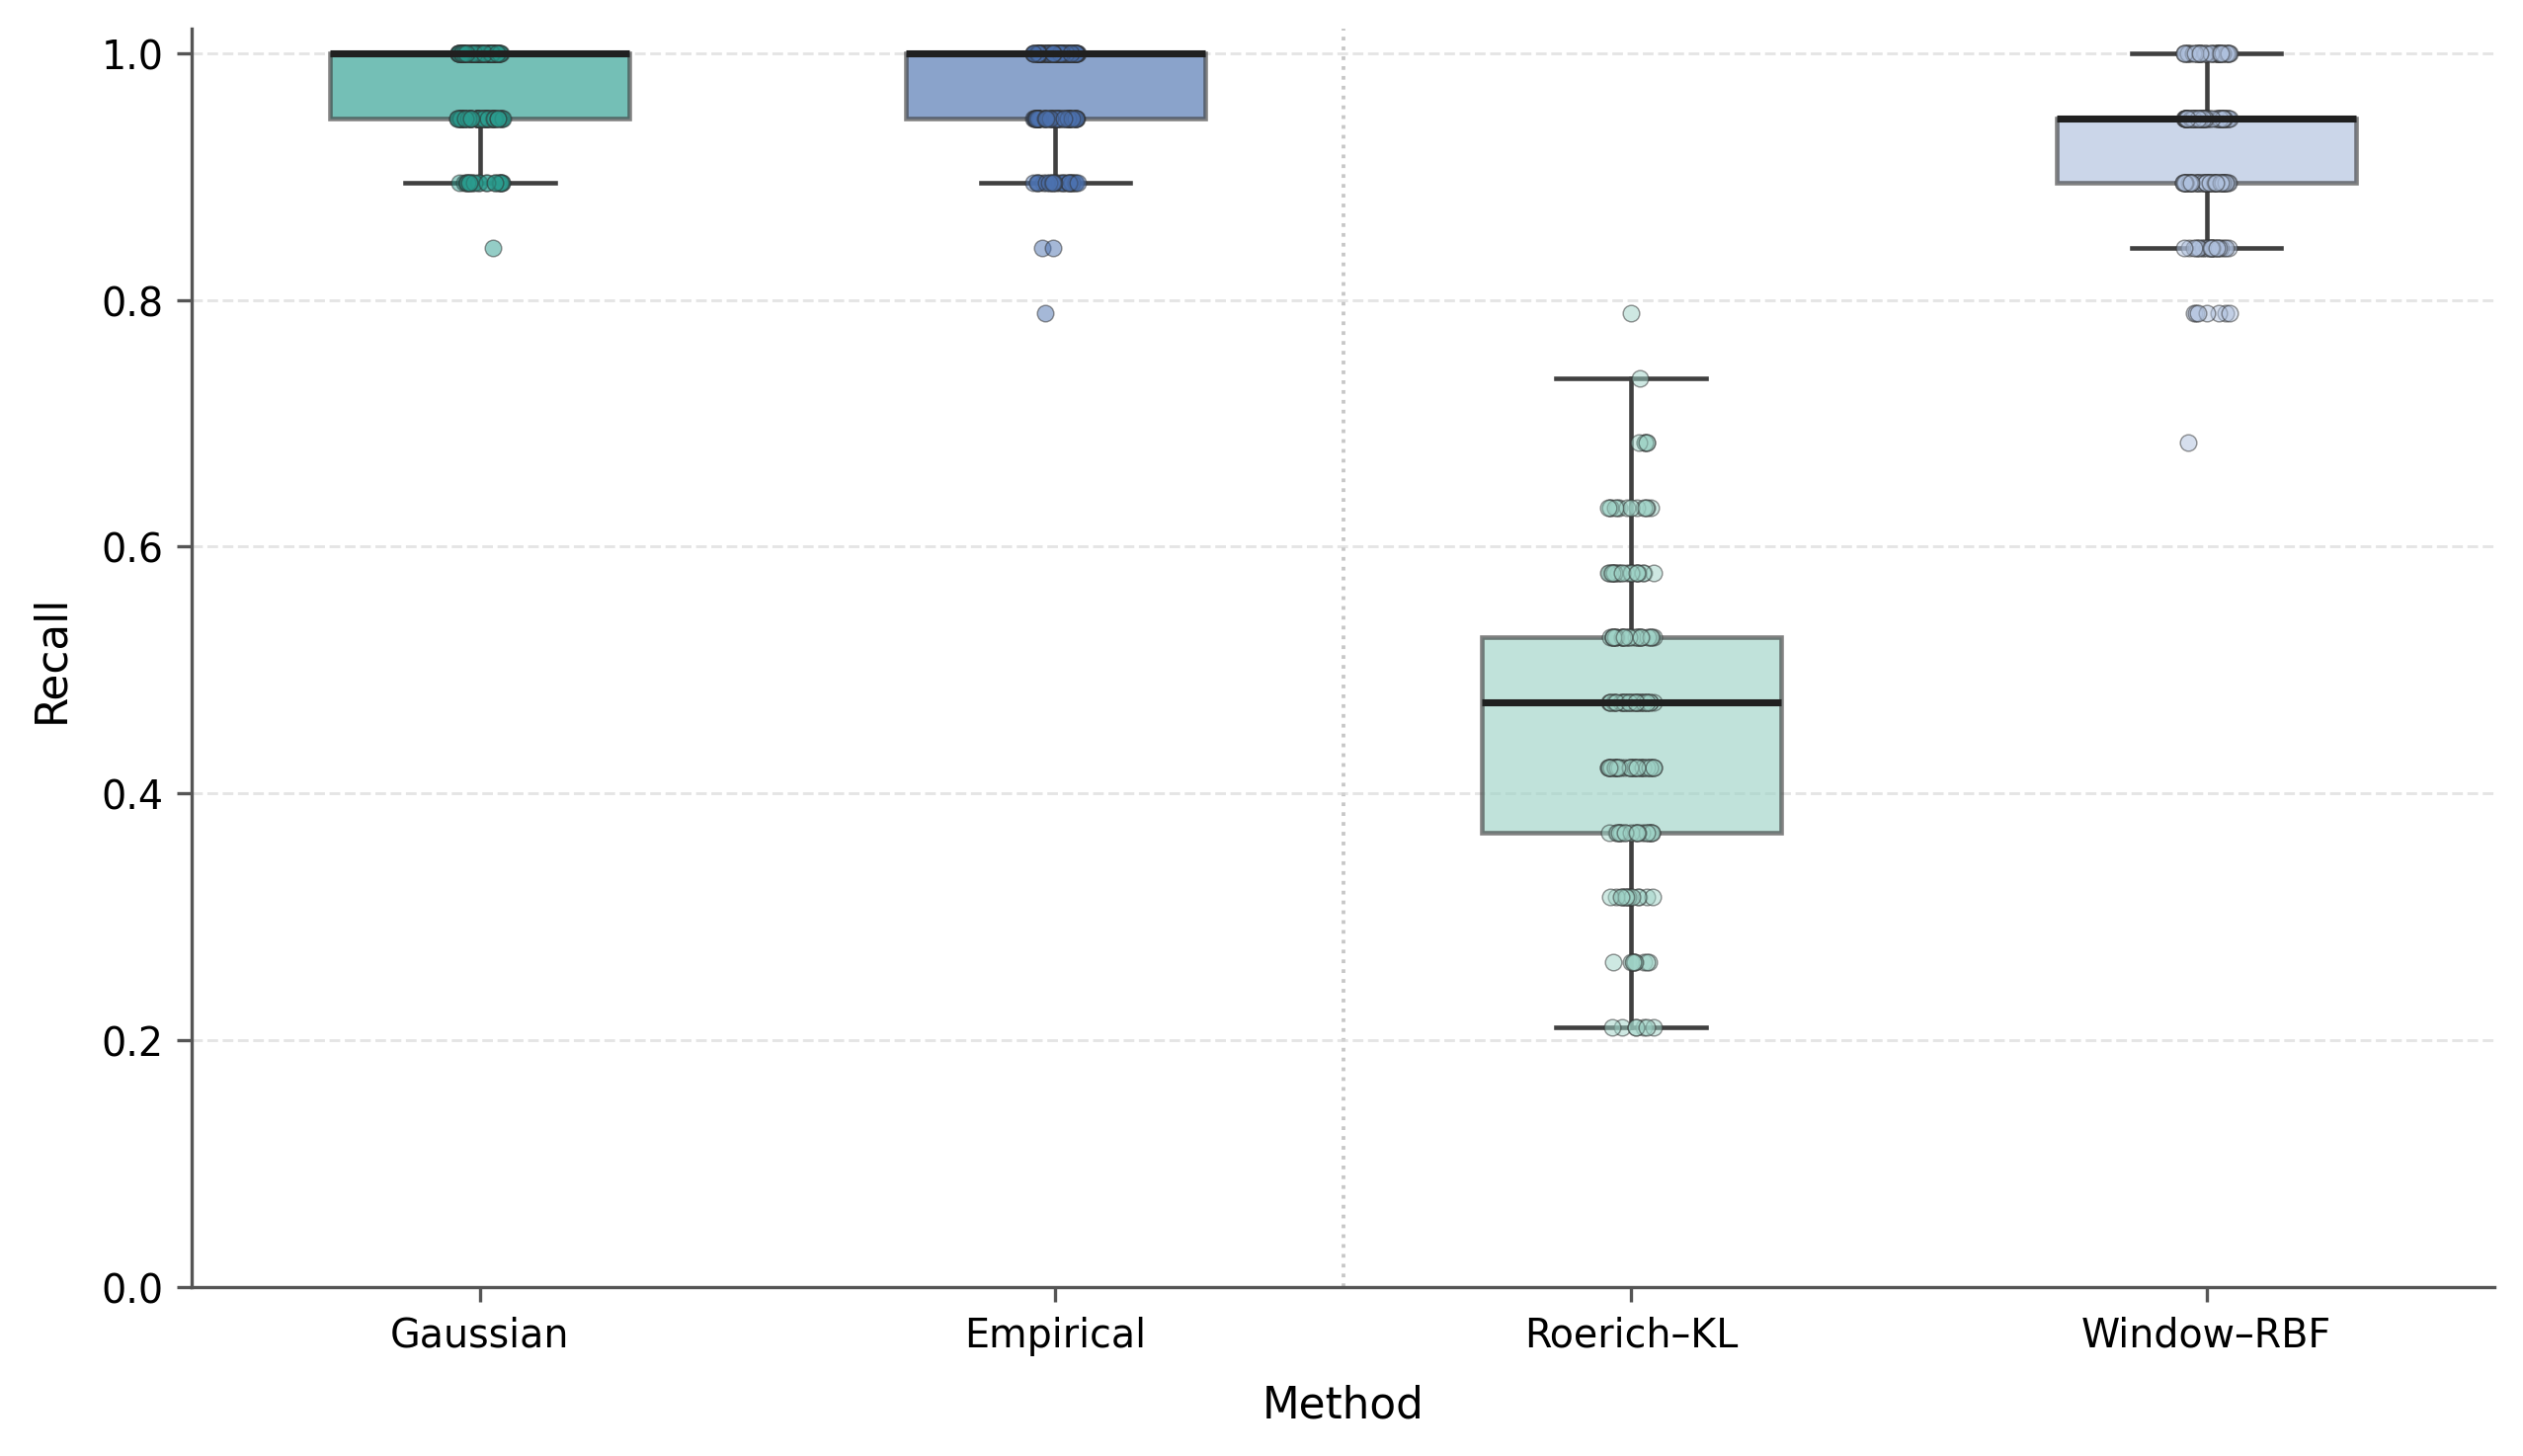 Recall
1.0
0.8
0.6
0.4
0.2
0.0
Gaussian
Empirical
Roerich–KL
Window–RBF
Method